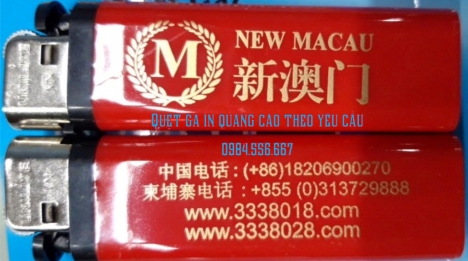 M
NEW MACAU
新澳门
QUẸT GA IN QUẢNG CÁO THEO YÊU CẦU
0984.556.667
中国电话 : (+86)18206900270
柬埔寨电话 : +855 (0)313729888
www.3338018.com
www.3338028.com